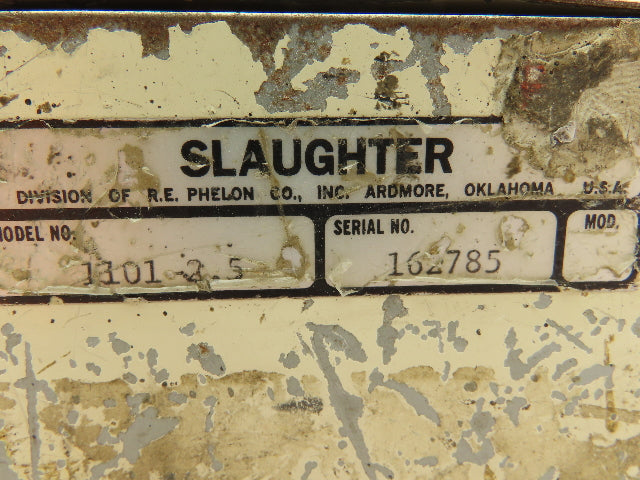 SLAUGHTER
DIVISION OF R.E. PHELON CO., INC. ARDMORE, OKLAHOMA U.S.A.
MODEL NO. SERIAL NO. MOD.
1101-2.5 162785